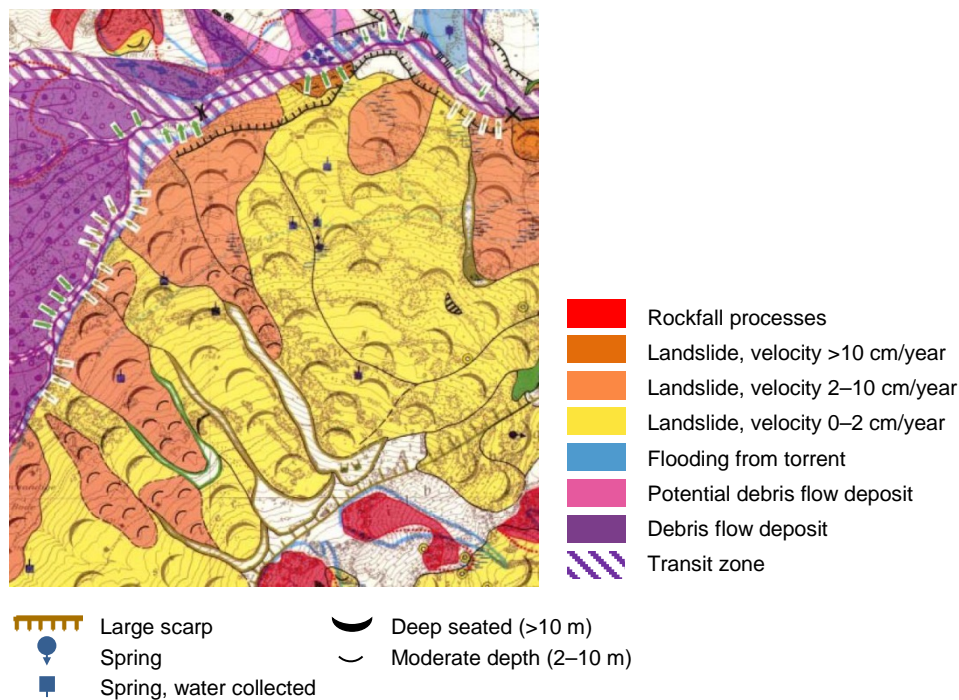 Rockfall processes
Landslide, velocity >10 cm/year
Landslide, velocity 2–10 cm/year
Landslide, velocity 0–2 cm/year
Flooding from torrent
Potential debris flow deposit
Debris flow deposit
Transit zone
Large scarp
Deep seated (>10 m)
Spring
Moderate depth (2–10 m)
Spring, water collected